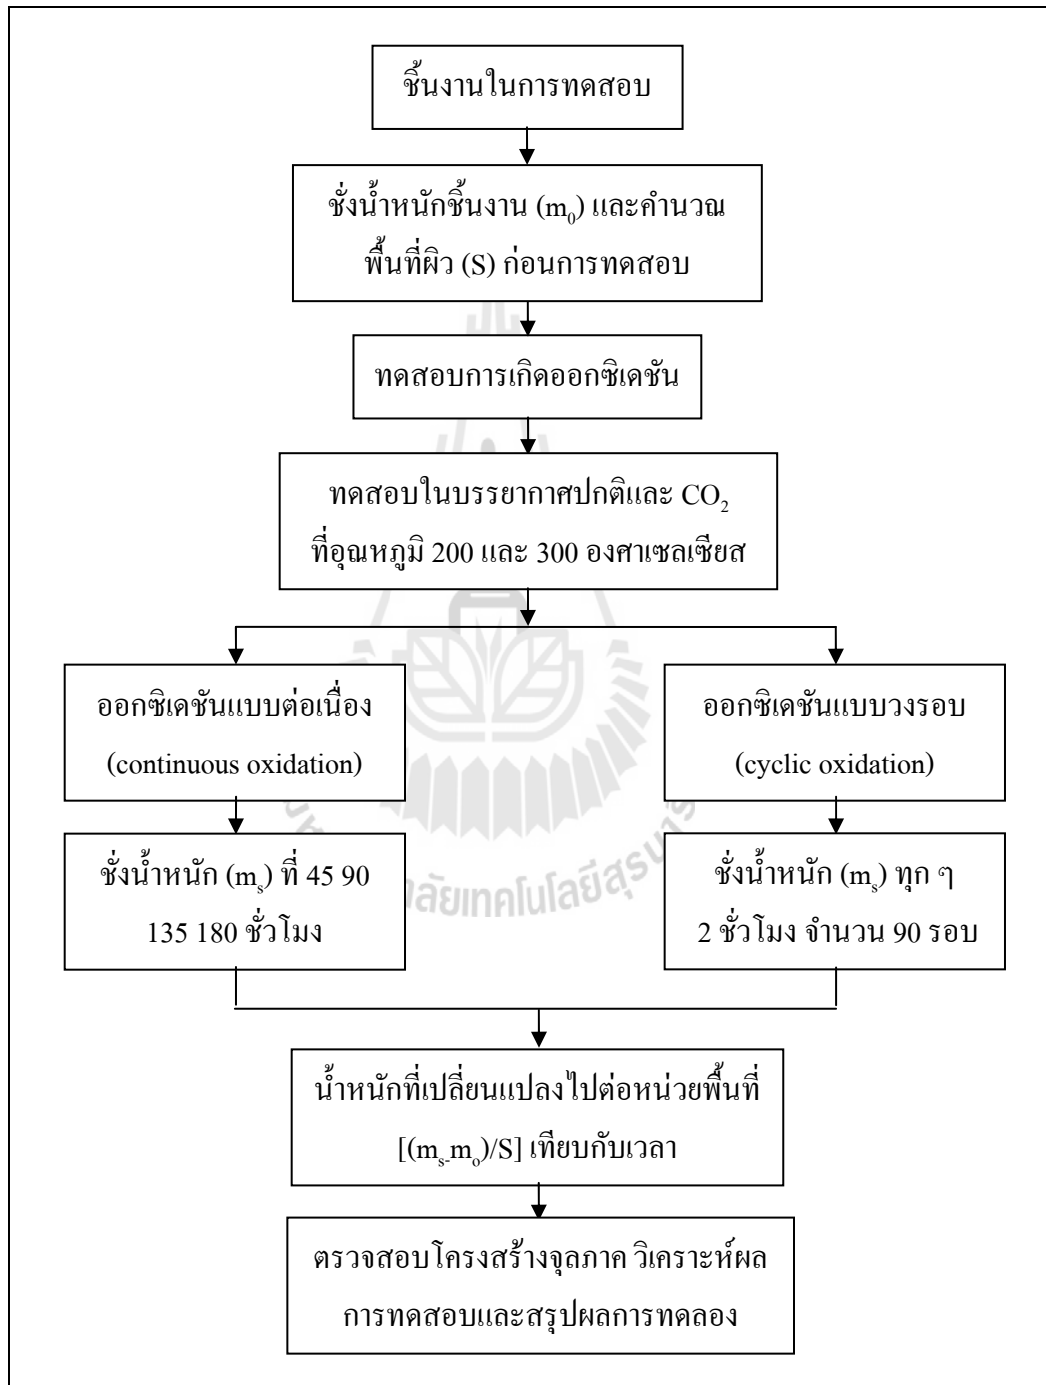 ชิ้นงานในการทดสอบ
ชั่งน้ำหนักชิ้นงาน (m₀) และคำนวณ
พื้นที่ผิว (S) ก่อนการทดสอบ
ทดสอบการเกิดออกซิเดชัน
ทดสอบในบรรยากาศปกติและ CO₂
ที่อุณหภูมิ 200 และ 300 องศาเซลเซียส
ออกซิเดชันแบบต่อเนื่อง
(continuous oxidation)
ออกซิเดชันแบบวงรอบ
(cyclic oxidation)
ชั่งน้ำหนัก (mₛ) ที่ 45 90
135 180 ชั่วโมง
ชั่งน้ำหนัก (mₛ) ทุก ๆ
2 ชั่วโมง จำนวน 90 รอบ
น้ำหนักที่เปลี่ยนแปลงไปต่อหน่วยพื้นที่
[(mₛ-mₒ)/S] เทียบกับเวลา
ตรวจสอบโครงสร้างจุลภาค วิเคราะห์ผล
การทดสอบและสรุปผลการทดลอง
ลัยเทคโนโลยีสุรนารี